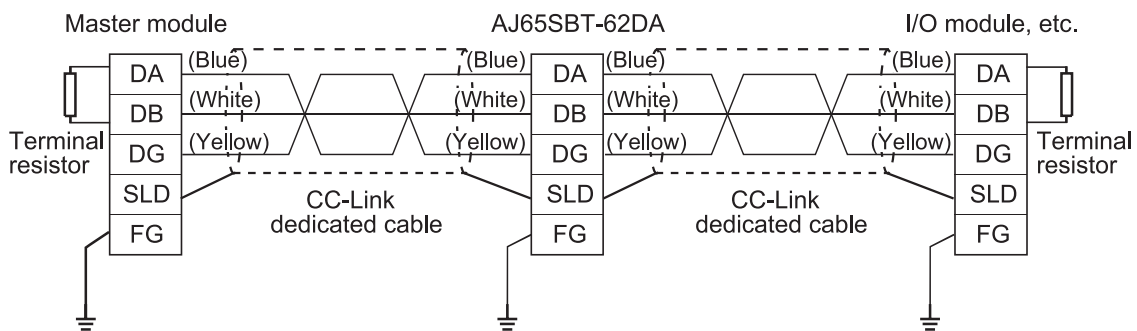 Master module AJ65SBT-62DA I/O module, etc.
DA (Blue) (Blue) DA (Blue) (Blue) DA
DB (White) (White) DB (White) (White) DB
Terminal resistor DG (Yellow) (Yellow) DG (Yellow) (Yellow) DG Terminal resistor
SLD SLD SLD
CC-Link dedicated cable CC-Link dedicated cable
FG FG FG